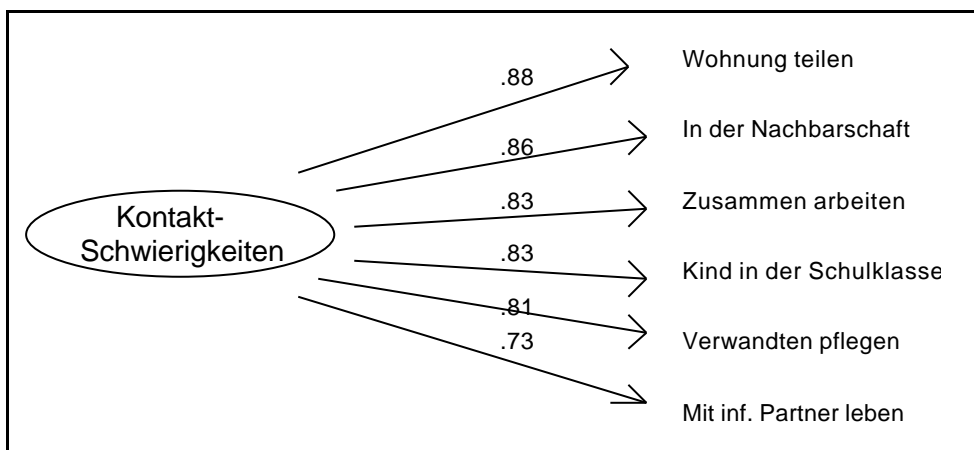 Wohnung teilen
.88
In der Nachbarschaft
.86
Zusammen arbeiten
.83
Kontakt-
Schwierigkeiten
.83
Kind in der Schulklasse
.81
Verwandten pflegen
.73
Mit inf. Partner leben